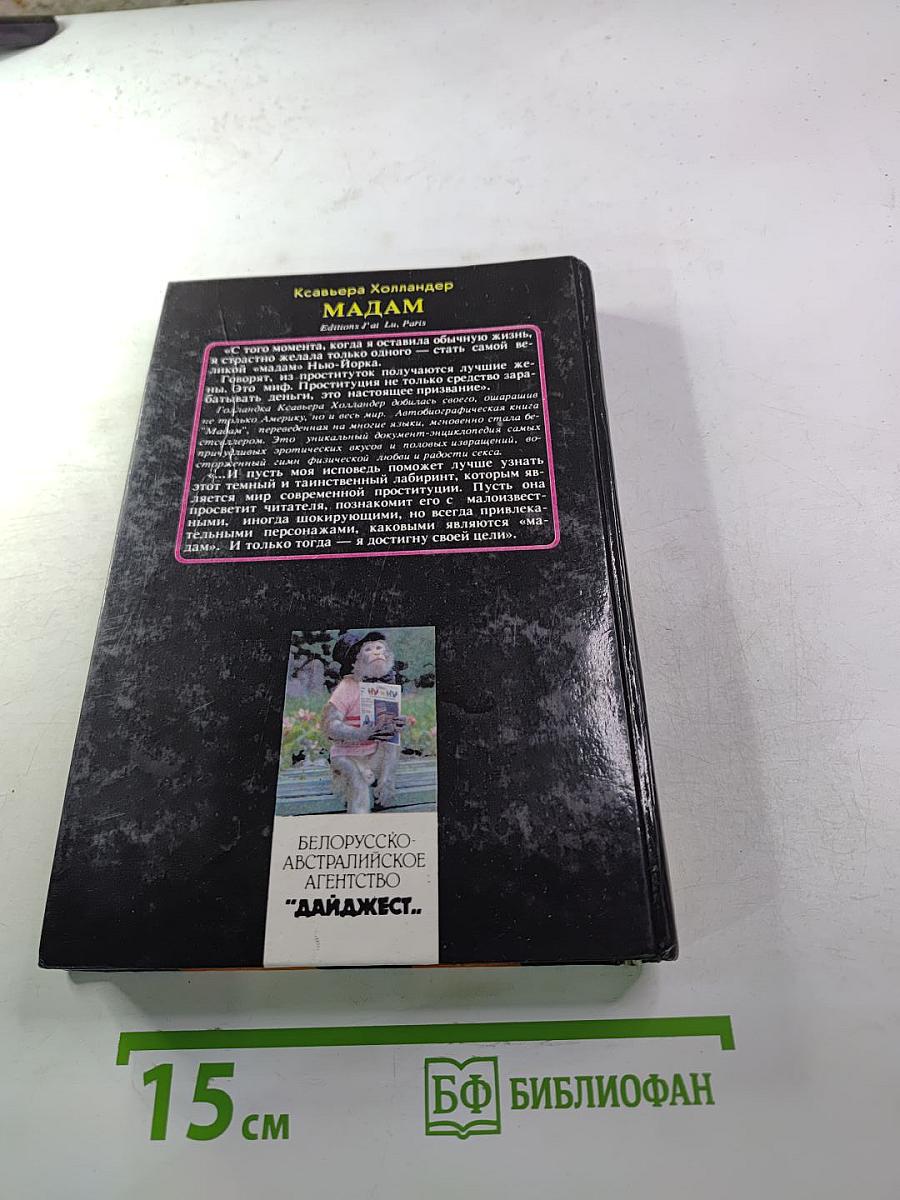 Ксавьера Холландер
МАДАМ
Editions J'ai Lu, Paris
«С того момента, когда я оставила обычную жизнь,
я страстно желала только одного — стать самой ве-
ликой «мадам» Нью-Йорка.
Говорят, из проституток получаются лучшие же-
ны. Это миф. Проституция не только средство зара-
батывать деньги, это настоящее призвание».
Голландка Ксавьера Холландер добилась своего, ошарашив
не только Америку, но и весь мир. Автобиографическая книга
"Мадам", переведенная на многие языки, мгновенно стала бе-
стселлером. Это уникальный документ-энциклопедия самых
причудливых эротических вкусов и половых извращений, во-
сторженный гимн физической любви и радости секса.
«...И пусть моя исповедь поможет лучше узнать
этот темный и таинственный лабиринт, которым яв-
ляется мир современной проституции. Пусть она
просветит читателя, познакомит его с малоизвест-
ными, иногда шокирующими, но всегда привлека-
тельными персонажами, каковыми являются «ма-
дам». И только тогда — я достигну своей цели».
НУ и НУ
БЕЛОРУССКО-
АВСТРАЛИЙСКОЕ
АГЕНТСТВО
"ДАЙДЖЕСТ"
15 см
БФ БИБЛИОФАН